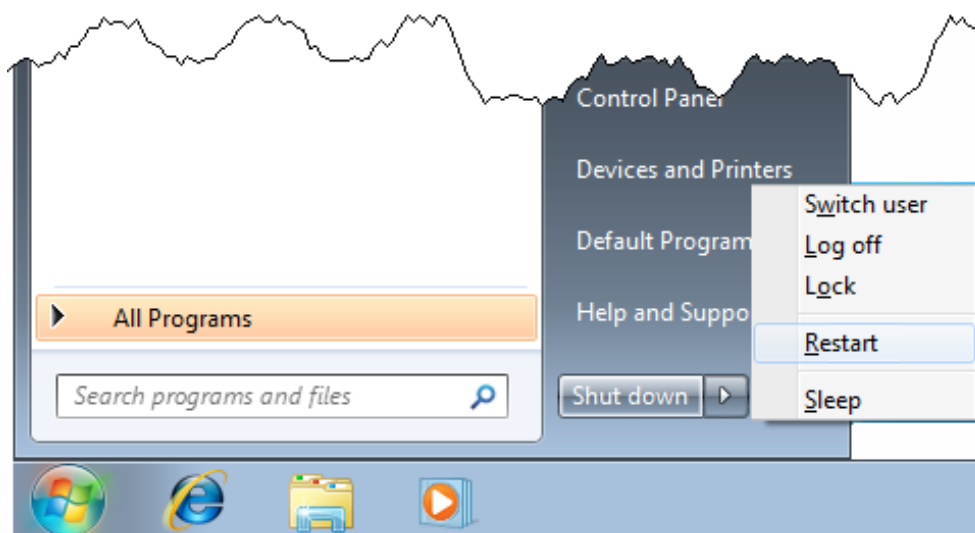 Control Panel
Devices and Printers
Switch user
Default Program
Log off
Lock
All Programs
Help and Suppo
Restart
Search programs and files
Shut down
Sleep